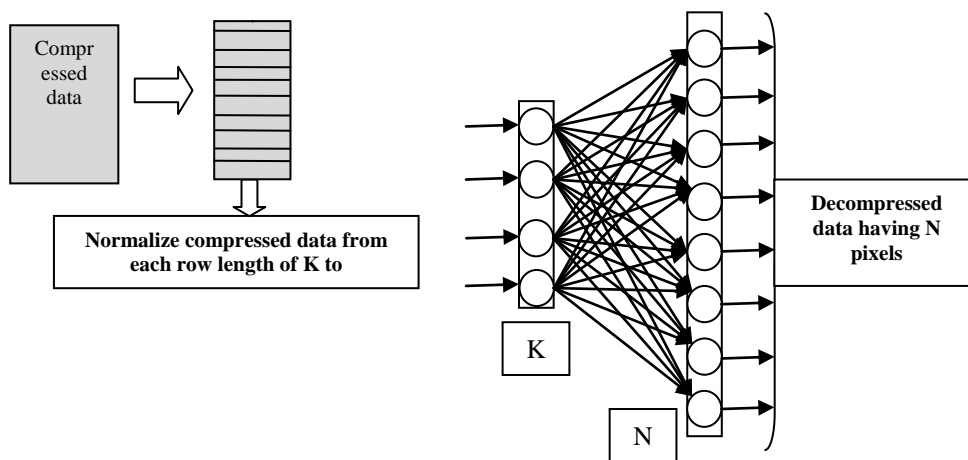 Compr
essed
data
Normalize compressed data from
each row length of K to
K
N
Decompressed
data having N
pixels